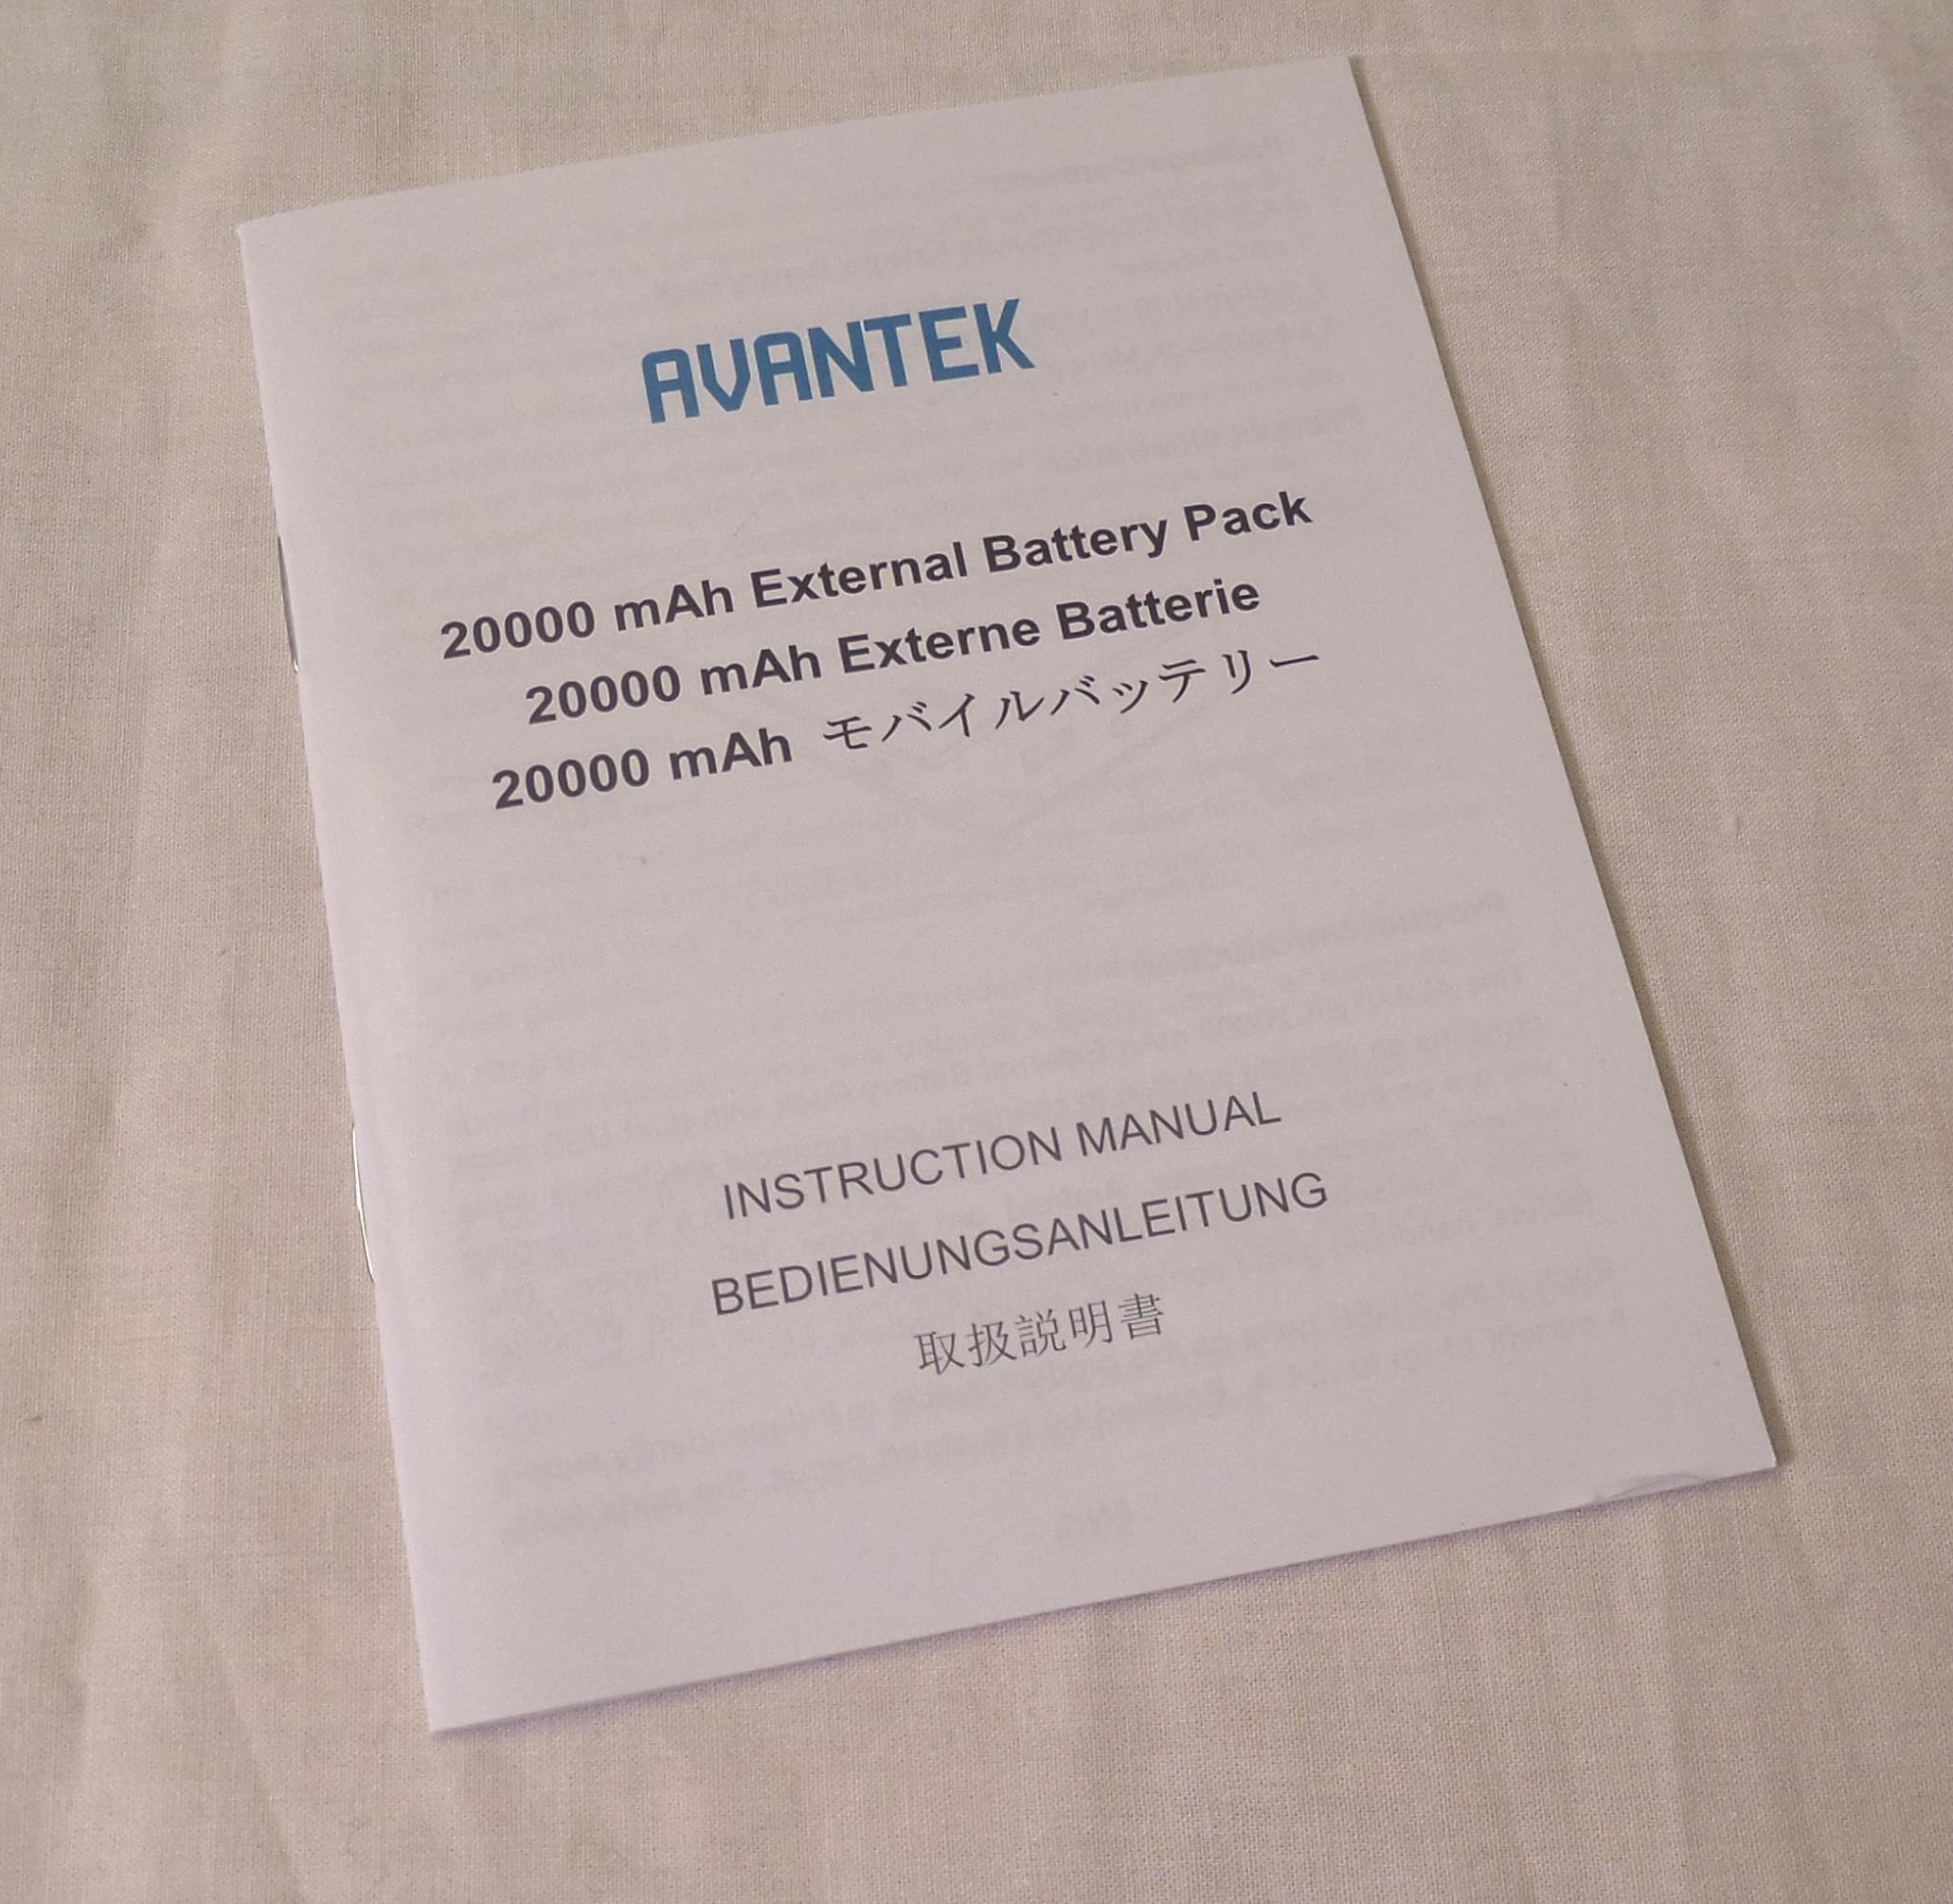 AVANTEK
20000 mAh External Battery Pack
20000 mAh Externe Batterie
20000 mAh モバイルバッテリー
INSTRUCTION MANUAL
BEDIENUNGSANLEITUNG
取扱説明書